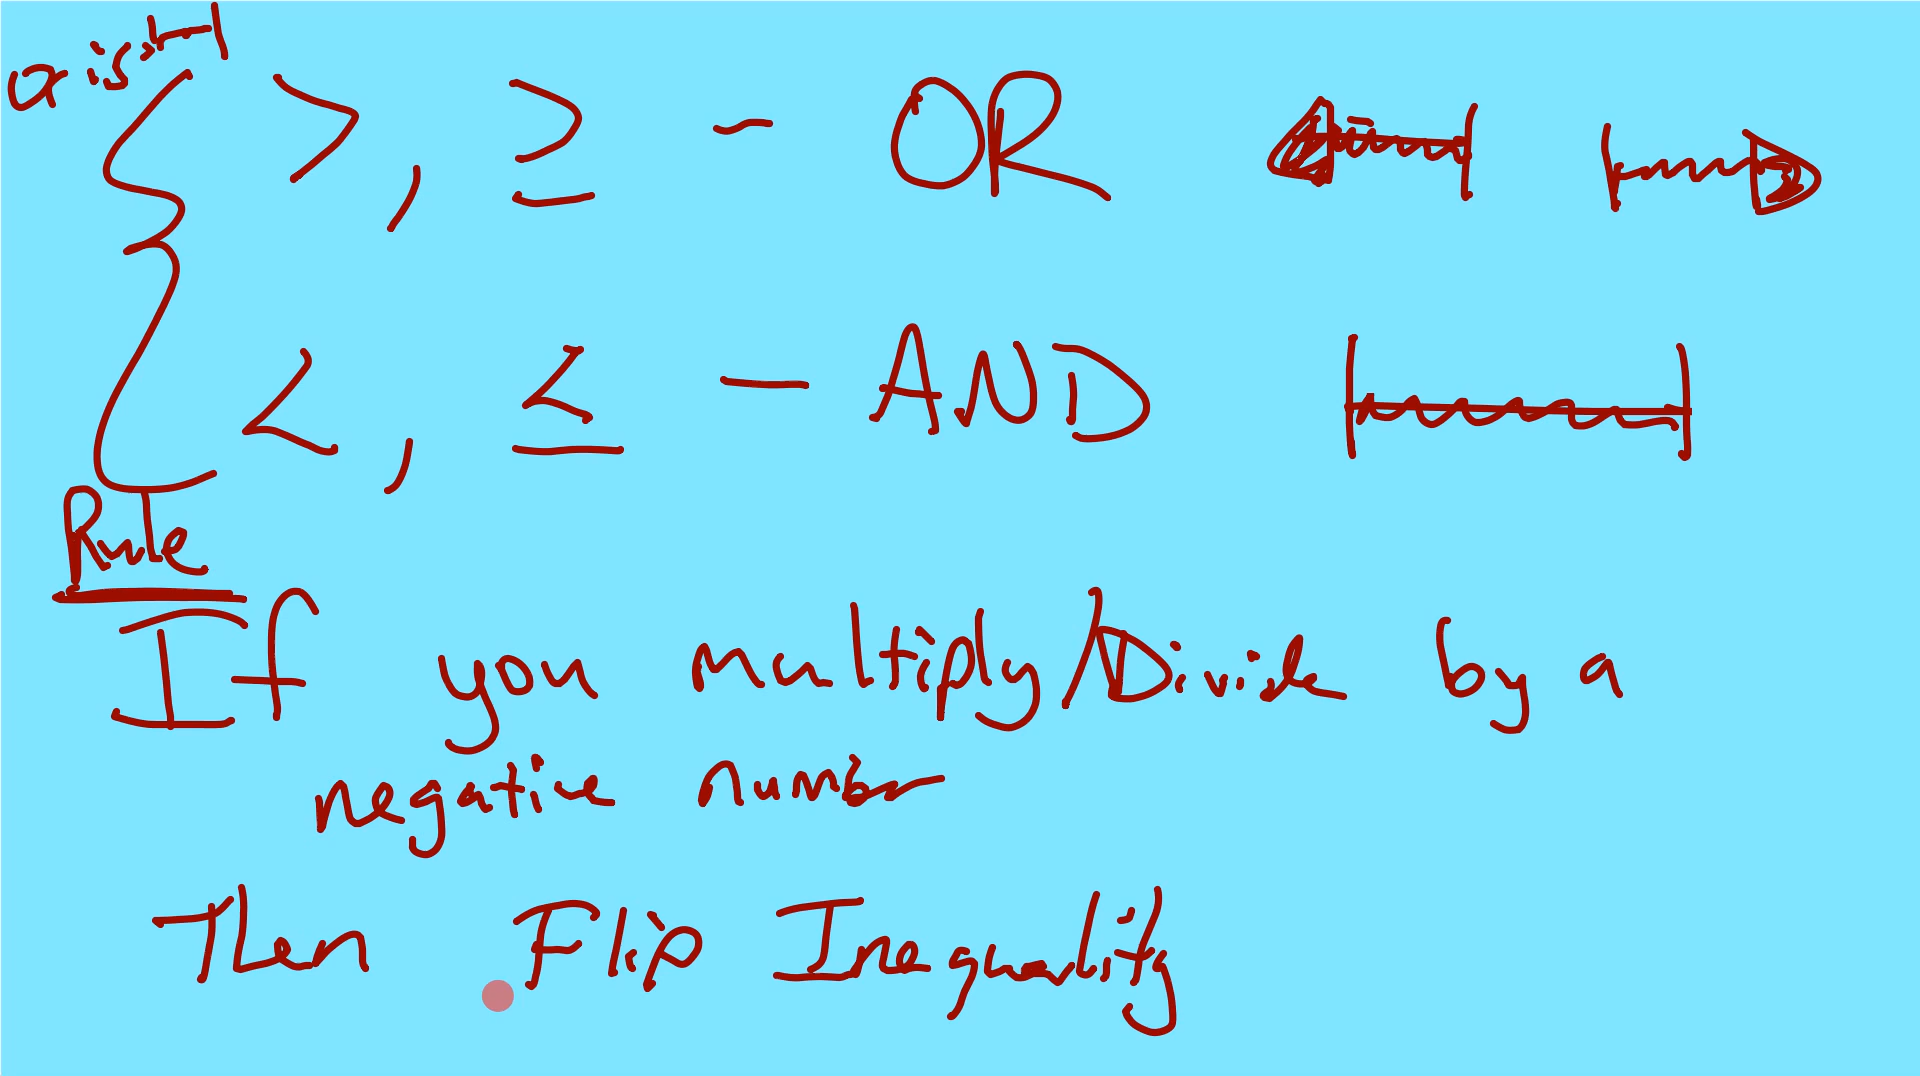 >, ≥ - OR
<, ≤ - AND
Rule
If you multiply/Divide by a
negative number
Then Flip Inequality